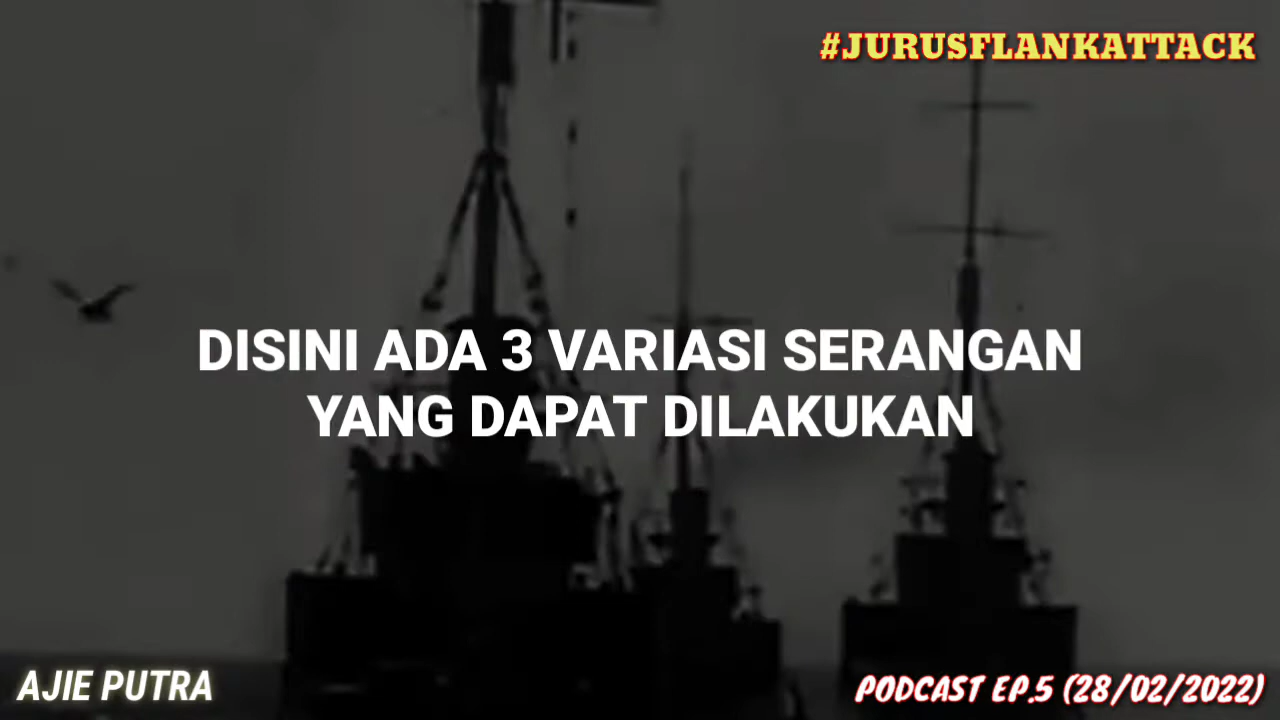 #JURUSFLANKATTACK
DISINI ADA 3 VARIASI SERANGAN
YANG DAPAT DILAKUKAN
AJIE PUTRA
PODCAST EP.5 (28/02/2022)